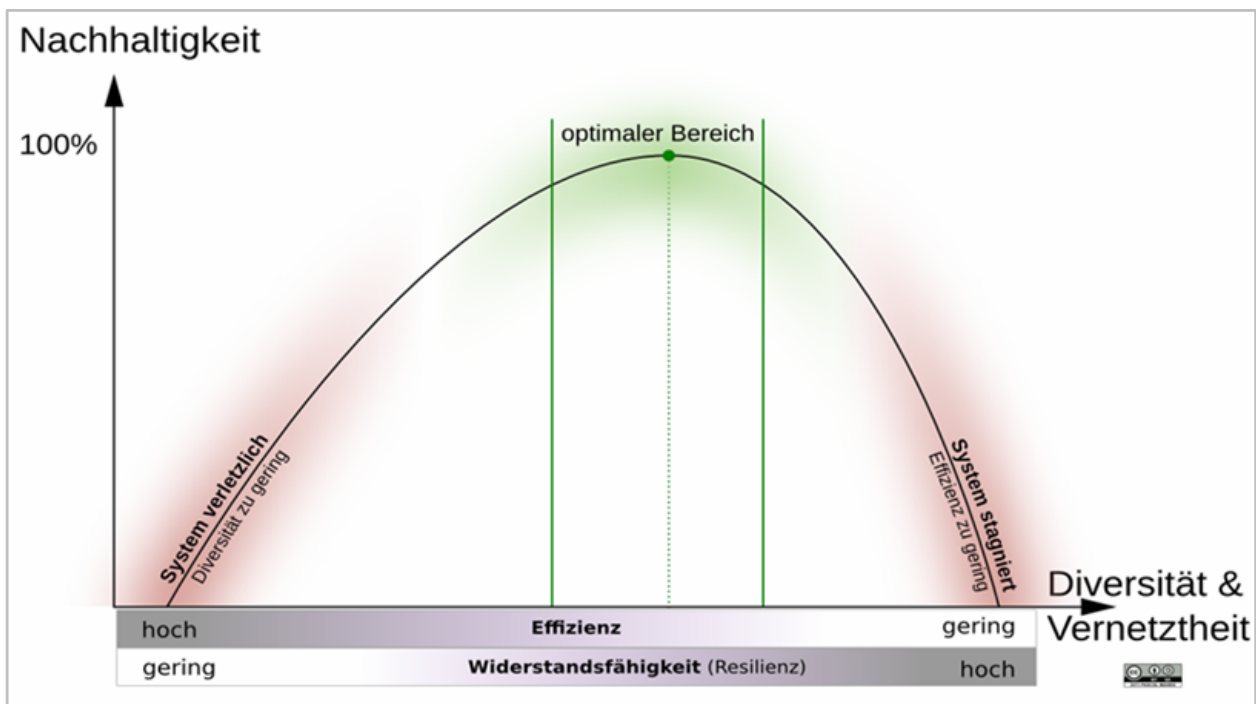 Nachhaltigkeit
100%
optimaler Bereich
System verletzlich
Diversität zu gering
System stagniert
Effizienz zu gering
Diversität &
Vernetztheit
hoch Effizienz gering
gering Widerstandsfähigkeit (Resilienz) hoch